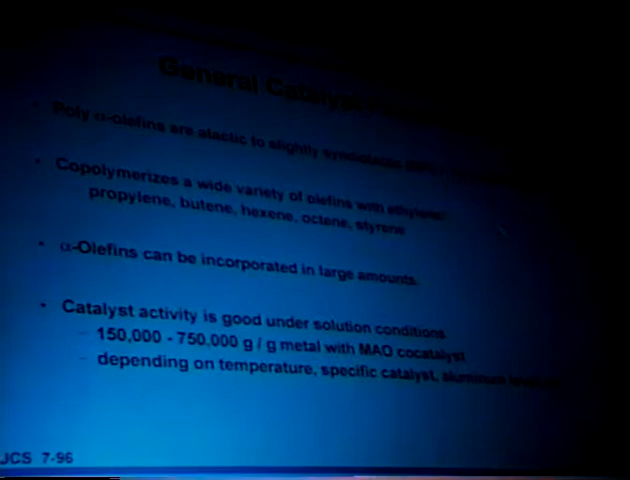 General Catalyst
• Poly α-olefins are atactic to slightly syndiotactic
• Copolymerizes a wide variety of olefins with ethylene:
propylene, butene, hexene, octene, styrene
• α-Olefins can be incorporated in large amounts.
• Catalyst activity is good under solution conditions
– 150,000 - 750,000 g / g metal with MAO cocatalyst
– depending on temperature, specific catalyst, aluminum
JCS 7-96